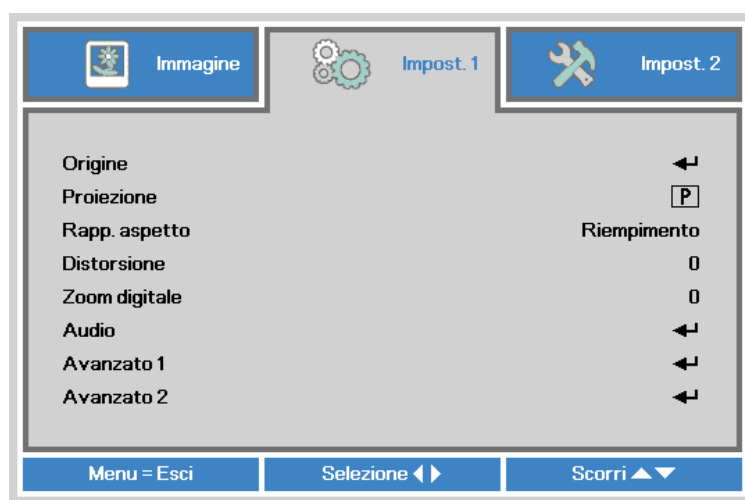 Immagine Impost. 1 Impost. 2
Origine
Proiezione P
Rapp. aspetto Riempimento
Distorsione 0
Zoom digitale 0
Audio
Avanzato 1
Avanzato 2
Menu = Esci Selezione Scorri